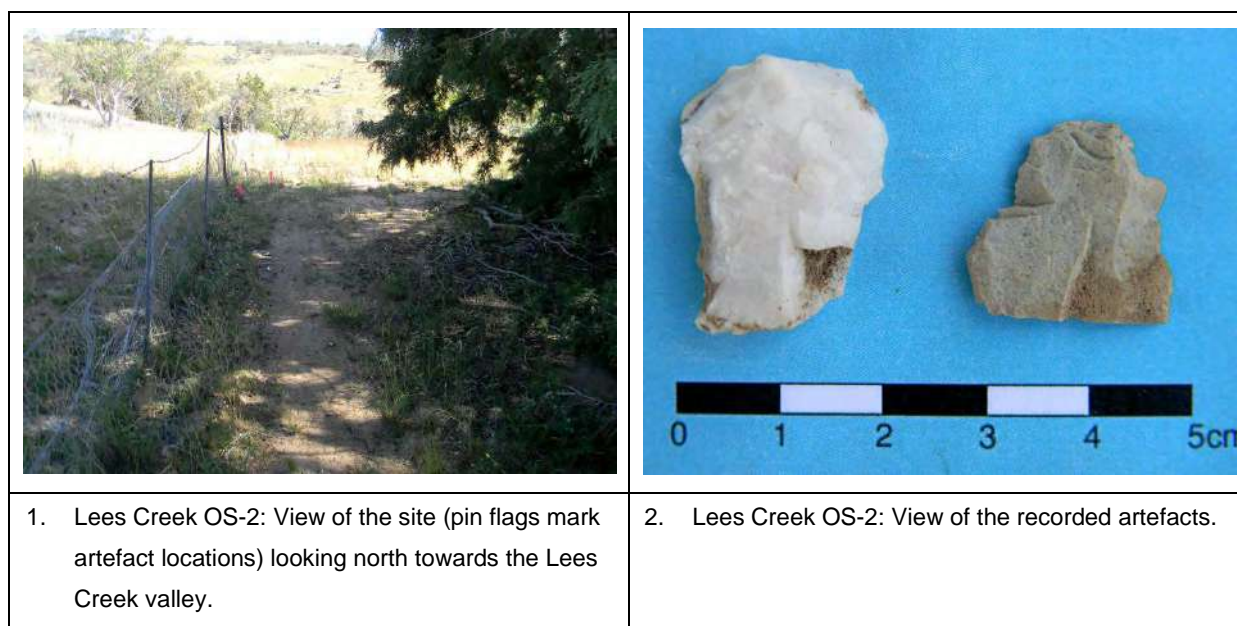 0 1 2 3 4 5cm
1. Lees Creek OS-2: View of the site (pin flags mark
artefact locations) looking north towards the Lees
Creek valley.
2. Lees Creek OS-2: View of the recorded artefacts.